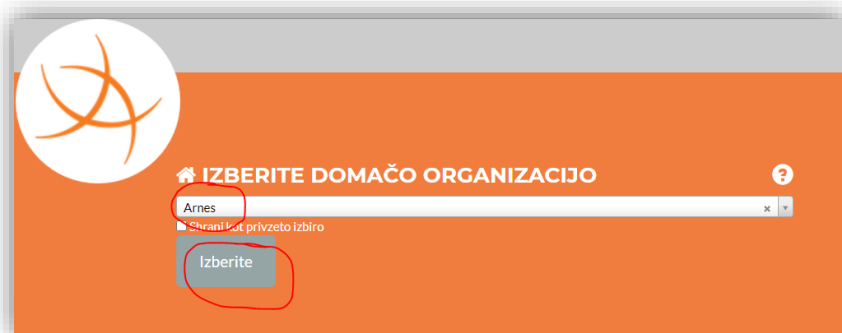 IZBERITE DOMAČO ORGANIZACIJO
Arnes
Shrani kot privzeto izbiro
Izberite